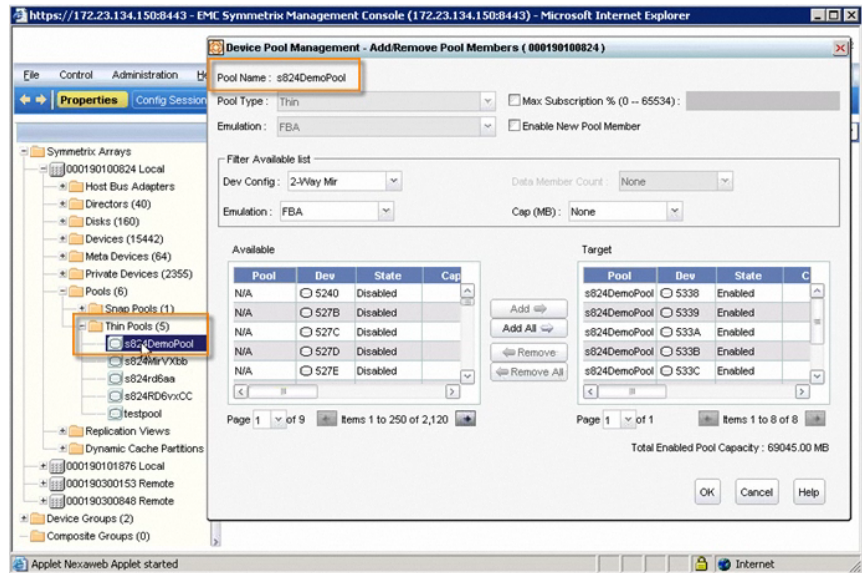 https://172.23.134.150:8443 - EMC Symmetrix Management Console (172.23.134.150:8443) - Microsoft Internet Explorer
Device Pool Management - Add/Remove Pool Members ( 000190100824 )
File Control Administration He
Properties Config Session
Symmetrix Arrays
000190100824 Local
Host Bus Adapters
Directors (40)
Disks (160)
Devices (15442)
Meta Devices (64)
Private Devices (2355)
Pools (6)
Snap Pools (1)
Thin Pools (5)
s824DemoPool
s824MirVXbb
s824rd6aa
s824RD6vxCC
testpool
Replication Views
Dynamic Cache Partitions
000190101876 Local
000190300153 Remote
000190300848 Remote
Device Groups (2)
Composite Groups (0)
Pool Name : s824DemoPool
Pool Type : Thin
Max Subscription % (0 -- 65534) :
Emulation : FBA
Enable New Pool Member
Filter Available list
Dev Config : 2-Way Mir
Data Member Count : None
Emulation : FBA
Cap (MB) : None
Available
Pool Dev State Cap
N/A 5240 Disabled
N/A 527B Disabled
N/A 527C Disabled
N/A 527D Disabled
N/A 527E Disabled
Page 1 of 9 Items 1 to 250 of 2,120
Add
Add All
Remove
Remove All
Target
Pool Dev State C
s824DemoPool 5338 Enabled
s824DemoPool 5339 Enabled
s824DemoPool 533A Enabled
s824DemoPool 533B Enabled
s824DemoPool 533C Enabled
Page 1 of 1 Items 1 to 8 of 8
Total Enabled Pool Capacity : 69045.00 MB
OK Cancel Help
Applet Nexaweb Applet started
Internet